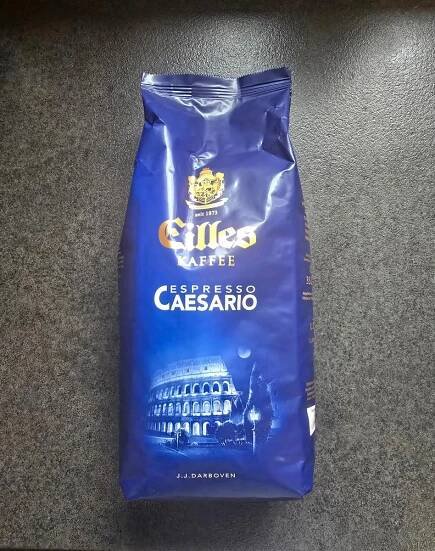 seit 1873
Eilles
KAFFEE
ESPRESSO
CAESARIO
J.J.DARBOVEN